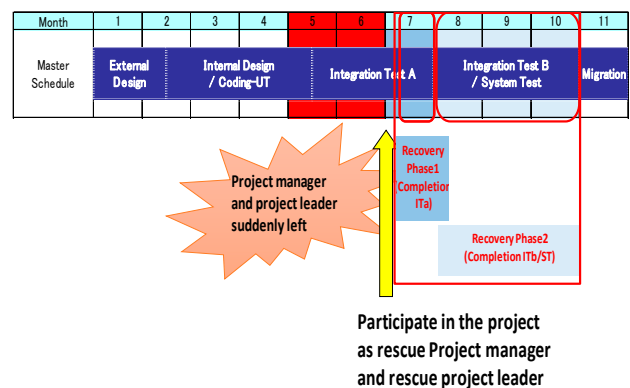 Month 1 2 3 4 5 6 7 8 9 10 11
Master
Schedule
External
Design
Internal Design
/ Coding-UT
Integration Test A
Integration Test B
/ System Test
Migration
Project manager
and project leader
suddenly left
Recovery
Phase1
(Completion
ITa)
Recovery Phase2
(Completion ITb/ST)
Participate in the project
as rescue Project manager
and rescue project leader